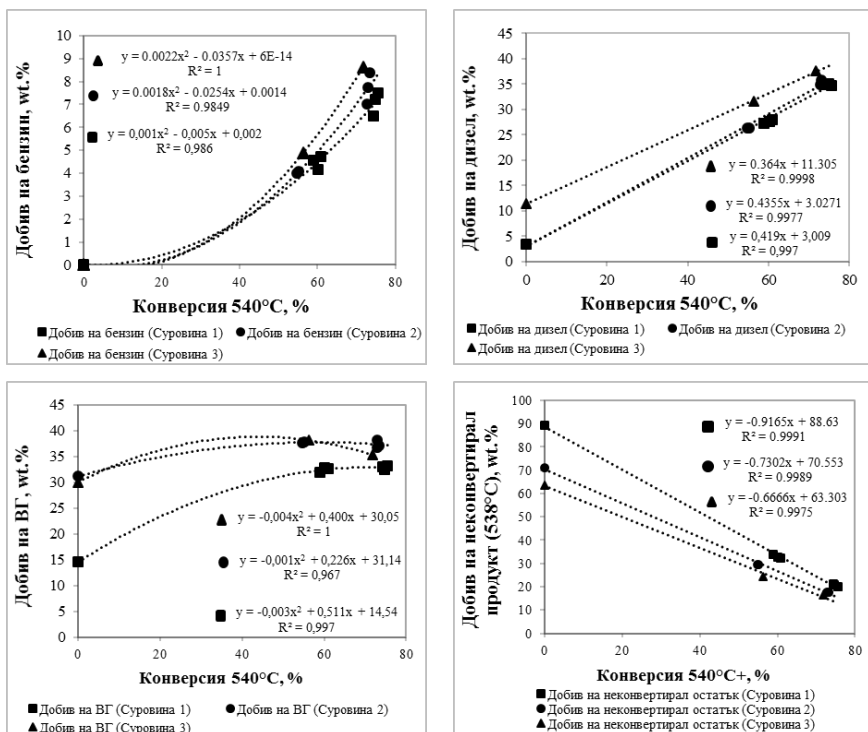 y = 0.0022x² - 0.0357x + 6E-14
R² = 1
y = 0.0018x² - 0.0254x + 0.0014
R² = 0.9849
y = 0,001x² - 0,005x + 0,002
R² = 0,986
Добив на бензин, wt.%
10
9
8
7
6
5
4
3
2
1
0
0
20
40
60
80
Конверсия 540°C, %
Добив на бензин (Суровина 1)
Добив на бензин (Суровина 2)
Добив на бензин (Суровина 3)
Добив на дизел, wt.%
45
40
35
30
25
20
15
10
5
0
y = 0.364x + 11.305
R² = 0.9998
y = 0.4355x + 3.0271
R² = 0.9977
y = 0,419x + 3,009
R² = 0,997
0
20
40
60
80
Конверсия 540°C, %
Добив на дизел (Суровина 1)
Добив на дизел (Суровина 2)
Добив на дизел (Суровина 3)
Добив на ВГ, wt.%
45
40
35
30
25
20
15
10
5
0
y = -0,004x² + 0,400x + 30,05
R² = 1
y = -0,001x² + 0,226x + 31,14
R² = 0,967
y = -0,003x² + 0,511x + 14,54
R² = 0,997
0
20
40
60
80
Конверсия 540°C, %
Добив на ВГ (Суровина 1)
Добив на ВГ (Суровина 2)
Добив на ВГ (Суровина 3)
Добив на неконвертирал
продукт (538°C), wt.%
100
90
80
70
60
50
40
30
20
10
0
y = -0.9165x + 88.63
R² = 0.9991
y = -0.7302x + 70.553
R² = 0.9989
y = -0.6666x + 63.303
R² = 0.9975
0
20
40
60
80
Конверсия 540°C+, %
Добив на неконвертирал остатък (Суровина 1)
Добив на неконвертирал остатък (Суровина 2)
Добив на неконвертирал остатък (Суровина 3)